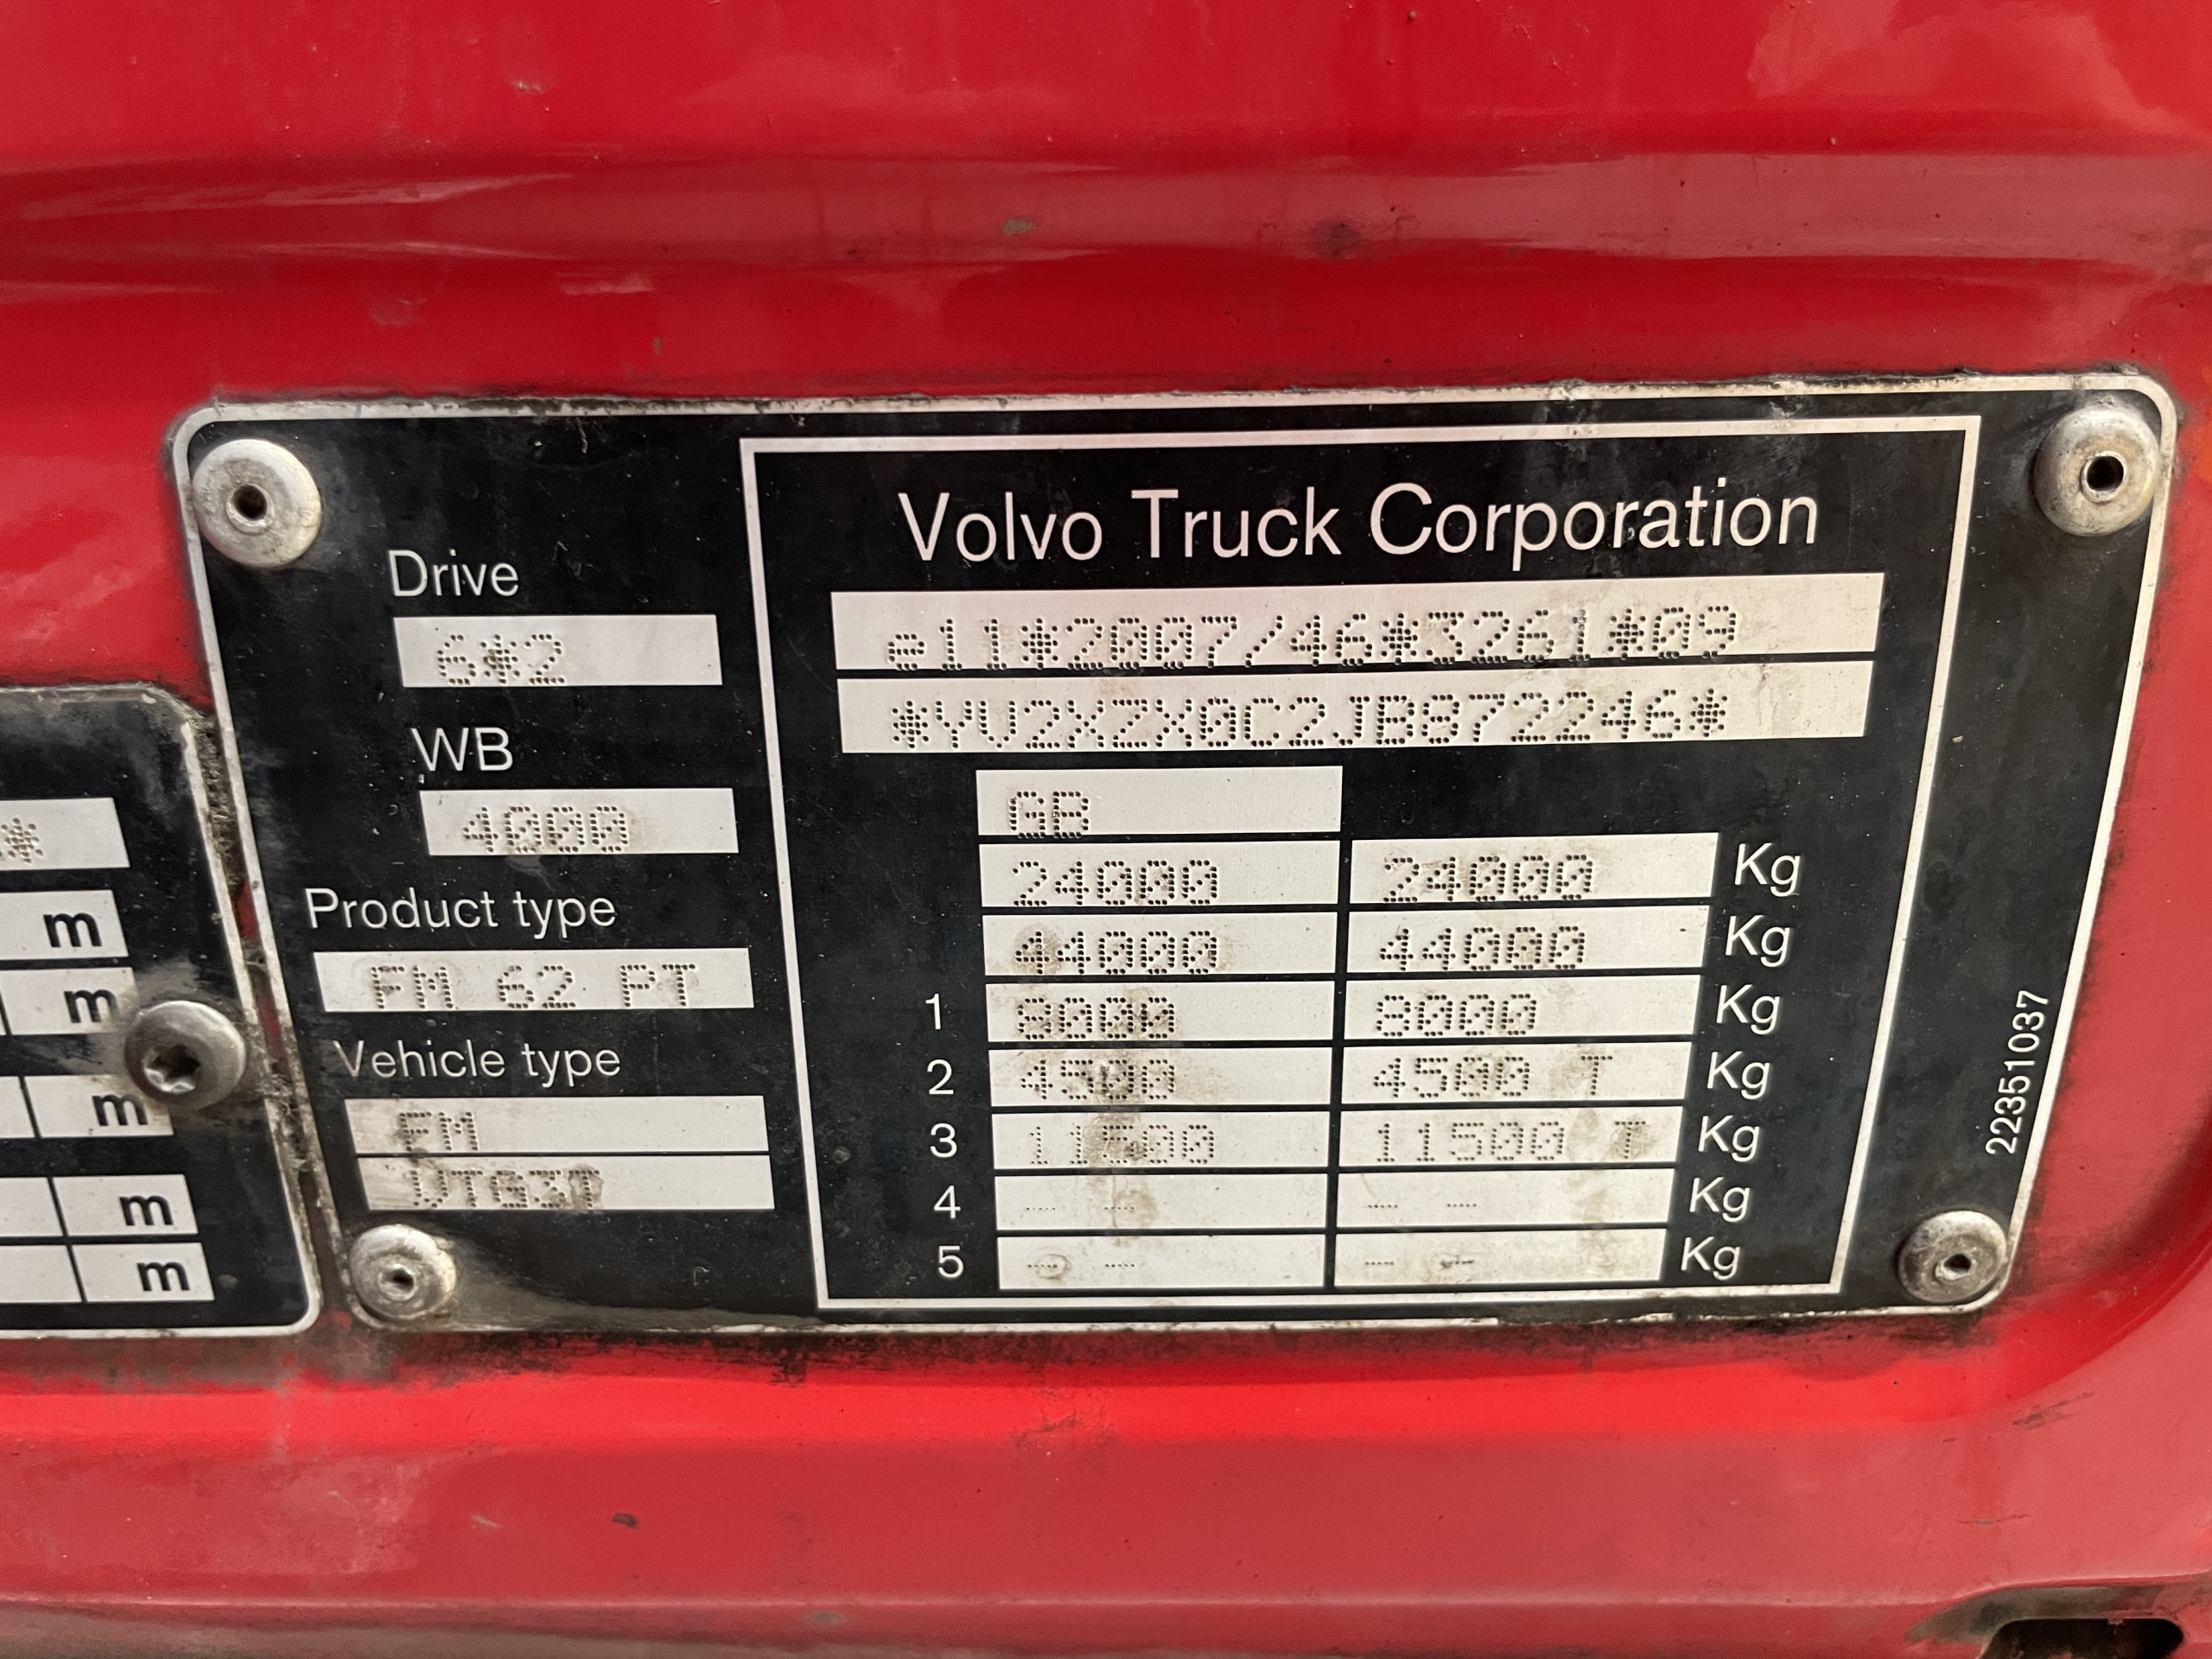 Volvo Truck Corporation
e11*2007/46*3261*09
*YV2XZX0C2JB872246*
GB
24000 24000 Kg
44000 44000 Kg
1 8000 8000 Kg
2 4500 4500 T Kg
3 11500 11500 T Kg
4 -- -- -- -- Kg
5 -- -- -- -- Kg
Drive
6*2
WB
4000
Product type
FM 62 PT
Vehicle type
FM
VTG3T
22351037
*
m
m
m
m
m